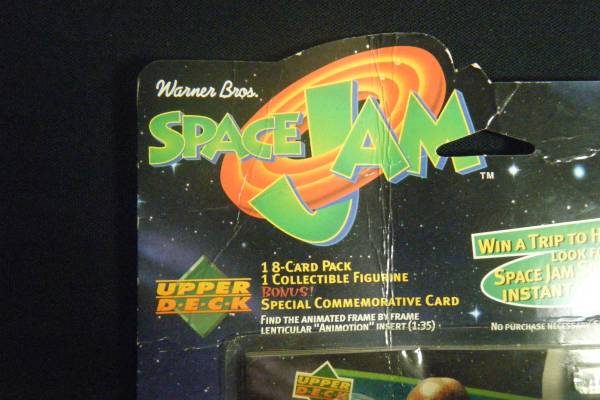 Warner Bros.
SPACE JAM
TM
UPPER
D·E·C·K
1 8-CARD PACK
1 COLLECTIBLE FIGURINE
BONUS!
SPECIAL COMMEMORATIVE CARD
FIND THE ANIMATED FRAME BY FRAME
LENTICULAR "ANIMOTION" INSERT (1:35)
WIN A TRIP TO
LOOK
SPACE JAM
INSTANT
NO PURCHASE NECESSARY
UPPER
DECK